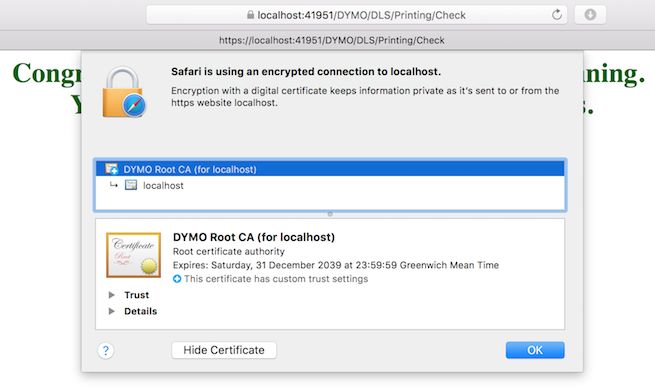 localhost:41951/DYMO/DLS/Printing/Check
https://localhost:41951/DYMO/DLS/Printing/Check
Safari is using an encrypted connection to localhost.
Encryption with a digital certificate keeps information private as it's sent to or from the
https website localhost.
DYMO Root CA (for localhost)
localhost
Certificate
Root
DYMO Root CA (for localhost)
Root certificate authority
Expires: Saturday, 31 December 2039 at 23:59:59 Greenwich Mean Time
This certificate has custom trust settings
Trust
Details
?
Hide Certificate
OK